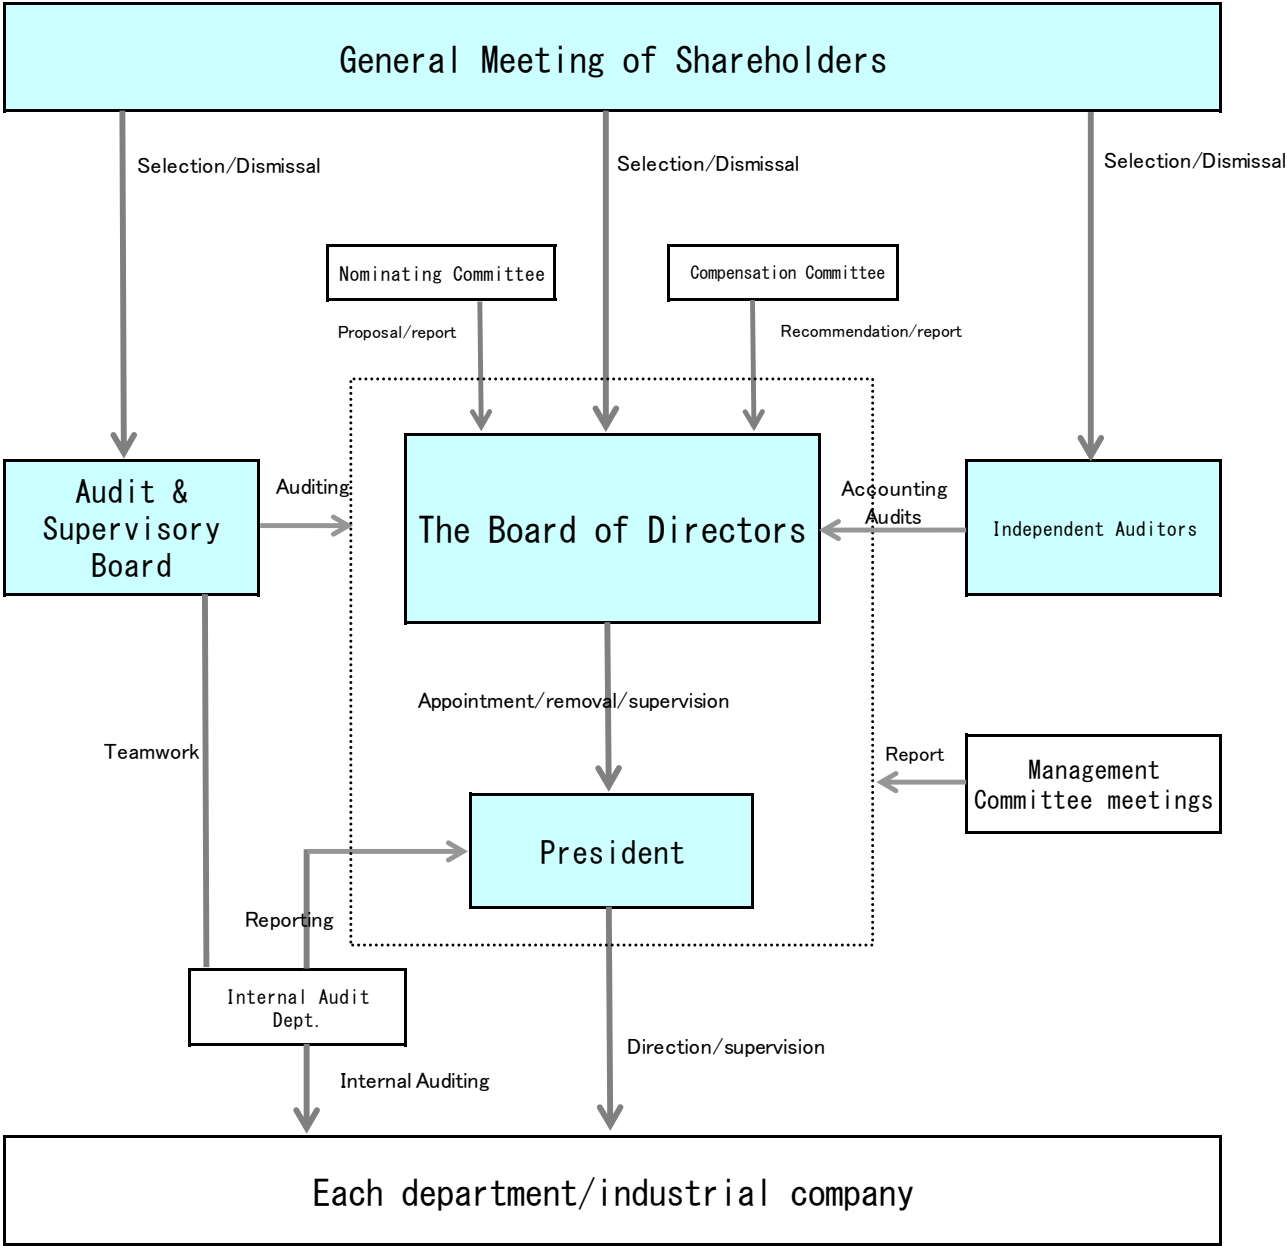 General Meeting of Shareholders
Selection/Dismissal
Selection/Dismissal
Selection/Dismissal
Nominating Committee
Compensation Committee
Proposal/report
Recommendation/report
Audit &
Supervisory
Board
Auditing
The Board of Directors
Accounting
Audits
Independent Auditors
Appointment/removal/supervision
Teamwork
Report
Management
Committee meetings
President
Reporting
Internal Audit
Dept.
Direction/supervision
Internal Auditing
Each department/industrial company